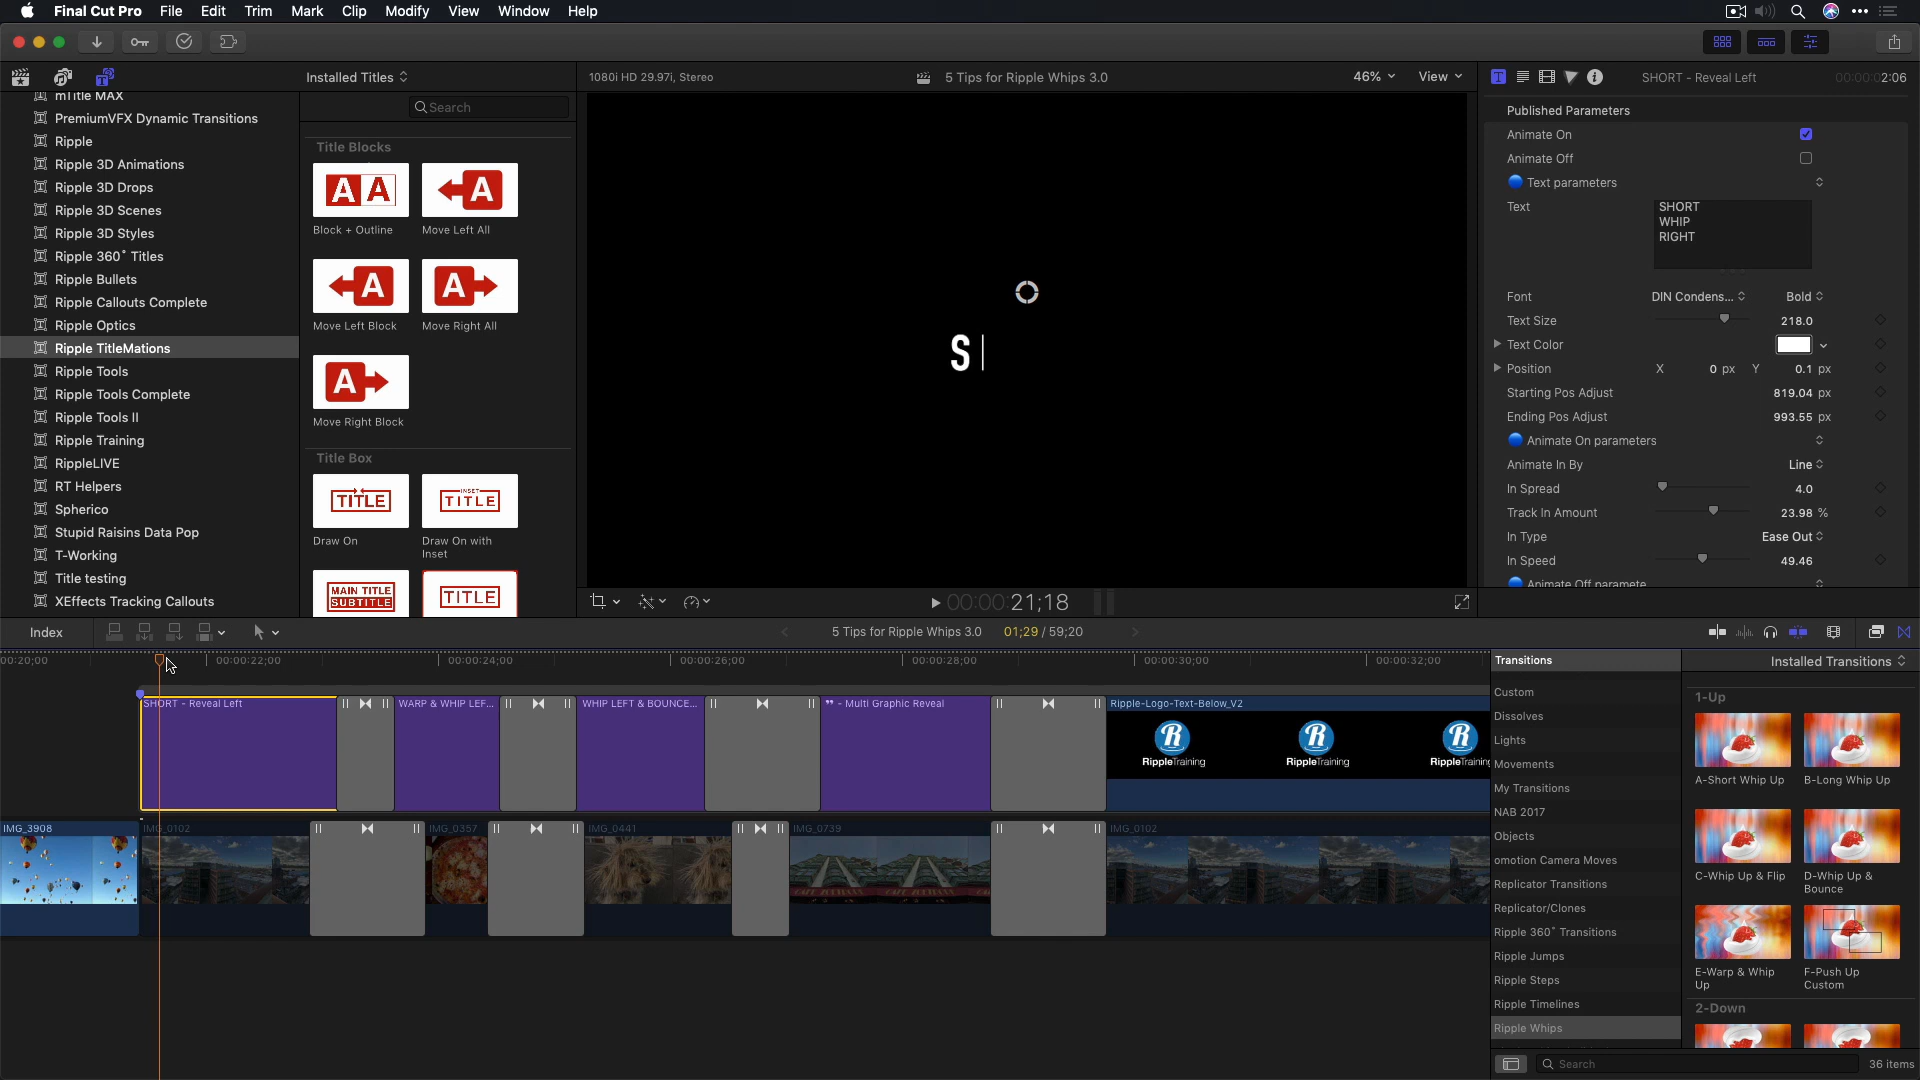 Final Cut Pro File Edit Trim Mark Clip Modify View Window Help
Installed Titles
1080i HD 29.97i, Stereo
5 Tips for Ripple Whips 3.0
46%
View
SHORT - Reveal Left
00:00:02:06
mTitle MAX
PremiumVFX Dynamic Transitions
Ripple
Ripple 3D Animations
Ripple 3D Drops
Ripple 3D Scenes
Ripple 3D Styles
Ripple 360° Titles
Ripple Bullets
Ripple Callouts Complete
Ripple Optics
Ripple TitleMations
Ripple Tools
Ripple Tools Complete
Ripple Tools II
Ripple Training
RippleLIVE
RT Helpers
Spherico
Stupid Raisins Data Pop
T-Working
Title testing
XEffects Tracking Callouts
Search
Title Blocks
A A
A
Block + Outline
Move Left All
A
A
Move Left Block
Move Right All
A
Move Right Block
Title Box
TITLE
INSET
TITLE
Draw On
Draw On with
Inset
MAIN TITLE
SUBTITLE
TITLE
S
Published Parameters
Animate On
Animate Off
Text parameters
Text
SHORT
WHIP
RIGHT
Font DIN Condens... Bold
Text Size 218.0
Text Color
Position X 0 px Y 0.1 px
Starting Pos Adjust 819.04 px
Ending Pos Adjust 993.55 px
Animate On parameters
Animate In By Line
In Spread 4.0
Track In Amount 23.98 %
In Type Ease Out
In Speed 49.46
Animate Off paramete
00:00:21;18
Index
5 Tips for Ripple Whips 3.0 01;29 / 59;20
00:20;00
00:00:22;00
00:00:24;00
00:00:26;00
00:00:28;00
00:00:30;00
00:00:32;00
SHORT - Reveal Left
WARP & WHIP LEF...
WHIP LEFT & BOUNCE...
" - Multi Graphic Reveal
Ripple-Logo-Text-Below_V2
R
RippleTraining
R
RippleTraining
R
RippleTraining
IMG_3908
IMG_0102
IMG_0357
IMG_0441
IMG_0739
IMG_0102
Transitions
Custom
Dissolves
Lights
Movements
My Transitions
NAB 2017
Objects
omotion Camera Moves
Replicator Transitions
Replicator/Clones
Ripple 360° Transitions
Ripple Jumps
Ripple Steps
Ripple Timelines
Ripple Whips
Installed Transitions
1-Up
A-Short Whip Up
B-Long Whip Up
C-Whip Up & Flip
D-Whip Up &
Bounce
E-Warp & Whip
Up
F-Push Up
Custom
2-Down
Search
36 items